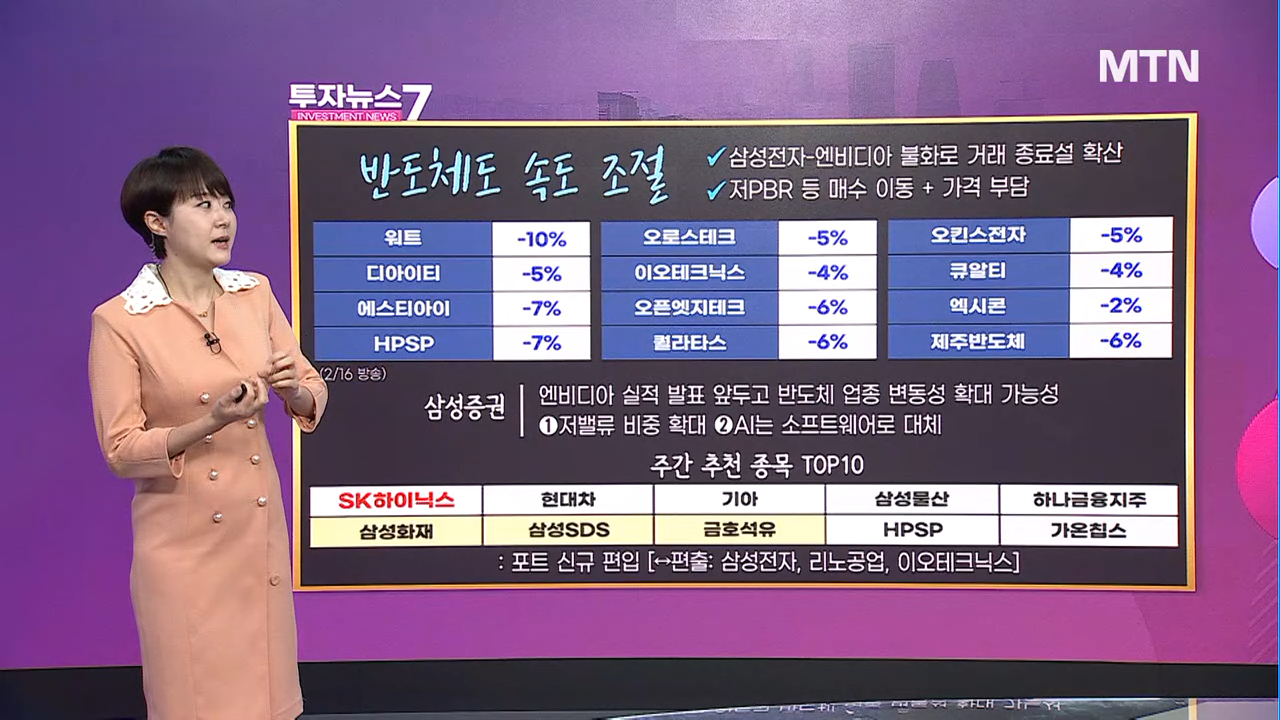 MTN
투자뉴스7
INVESTMENT NEWS
반도체도 속도 조절
✓삼성전자-엔비디아 불화로 거래 종료설 확산
✓저PBR 등 매수 이동 + 가격 부담
워트 -10% 오로스테크 -5% 오킨스전자 -5%
디아이티 -5% 이오테크닉스 -4% 큐알티 -4%
에스티아이 -7% 오픈엣지테크 -6% 엑시콘 -2%
HPSP -7% 퀄리타스 -6% 제주반도체 -6%
(2/16 방송)
삼성증권
엔비디아 실적 발표 앞두고 반도체 업종 변동성 확대 가능성
❶저밸류 비중 확대 ❷AI는 소프트웨어로 대체
주간 추천 종목 TOP10
SK하이닉스 현대차 기아 삼성물산 하나금융지주
삼성화재 삼성SDS 금호석유 HPSP 가온칩스
: 포트 신규 편입 [↔편출: 삼성전자, 리노공업, 이오테크닉스]